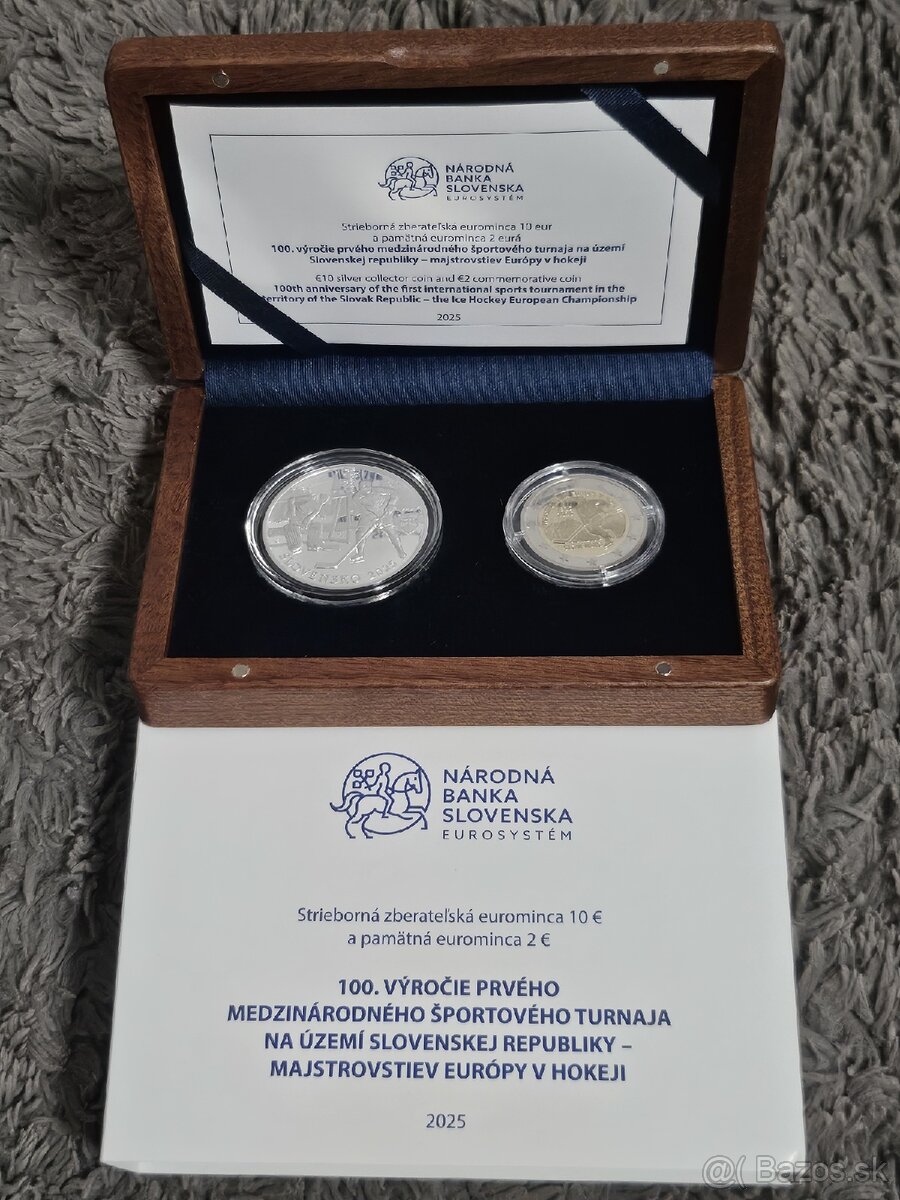 NÁRODNÁ
BANKA
SLOVENSKA
EUROSYSTÉM
Strieborná zberateľská eurominca 10 eur
a pamätná eurominca 2 eurá
100. výročie prvého medzinárodného športového turnaja na území
Slovenskej republiky – majstrovstiev Európy v hokeji
€10 silver collector coin and €2 commemorative coin
100th anniversary of the first international sports tournament in the
territory of the Slovak Republic – the Ice Hockey European Championship
2025
SLOVENSKO 2025
NÁRODNÁ
BANKA
SLOVENSKA
EUROSYSTÉM
Strieborná zberateľská eurominca 10 €
a pamätná eurominca 2 €
100. VÝROČIE PRVÉHO
MEDZINÁRODNÉHO ŠPORTOVÉHO TURNAJA
NA ÚZEMÍ SLOVENSKEJ REPUBLIKY –
MAJSTROVSTIEV EURÓPY V HOKEJI
2025
@( Bazos.sk